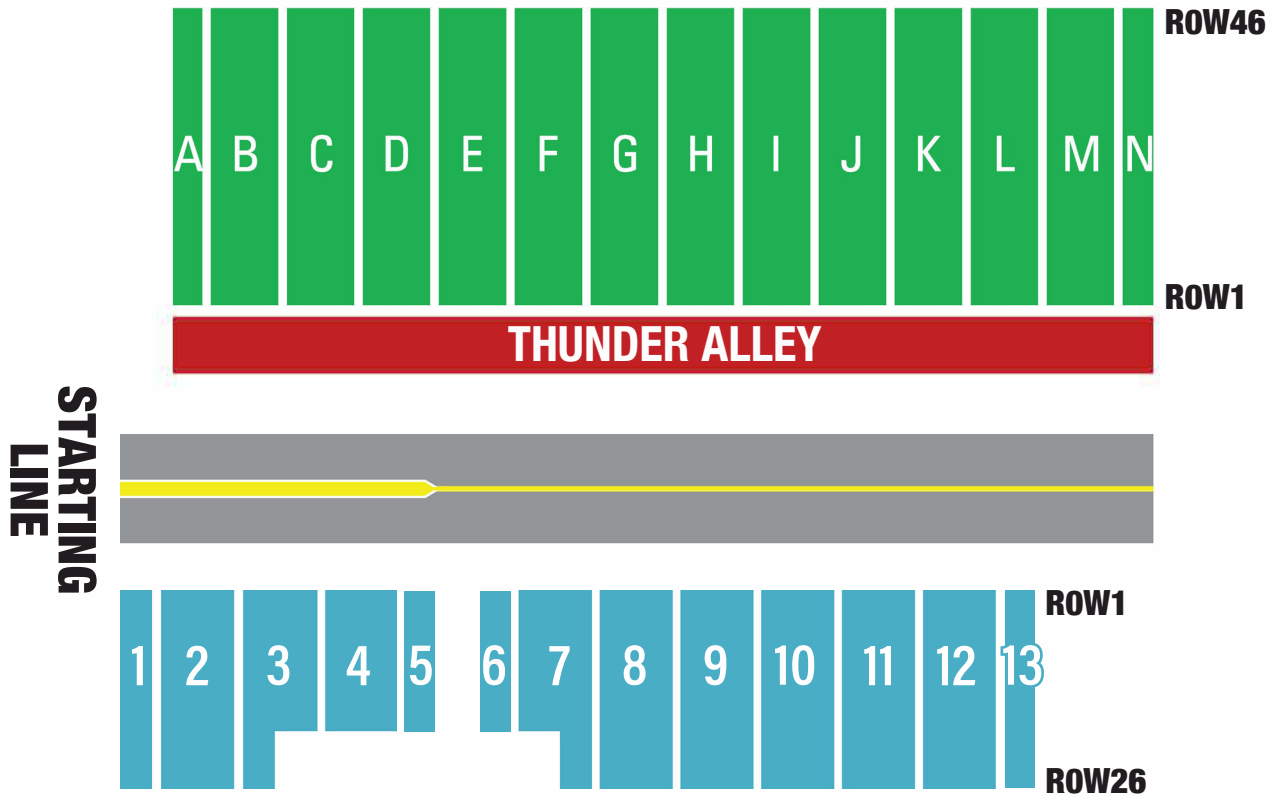 ROW46
A B C D E F G H I J K L M N
ROW1
THUNDER ALLEY
STARTING
LINE
ROW1
1 2 3 4 5 6 7 8 9 10 11 12 13
ROW26